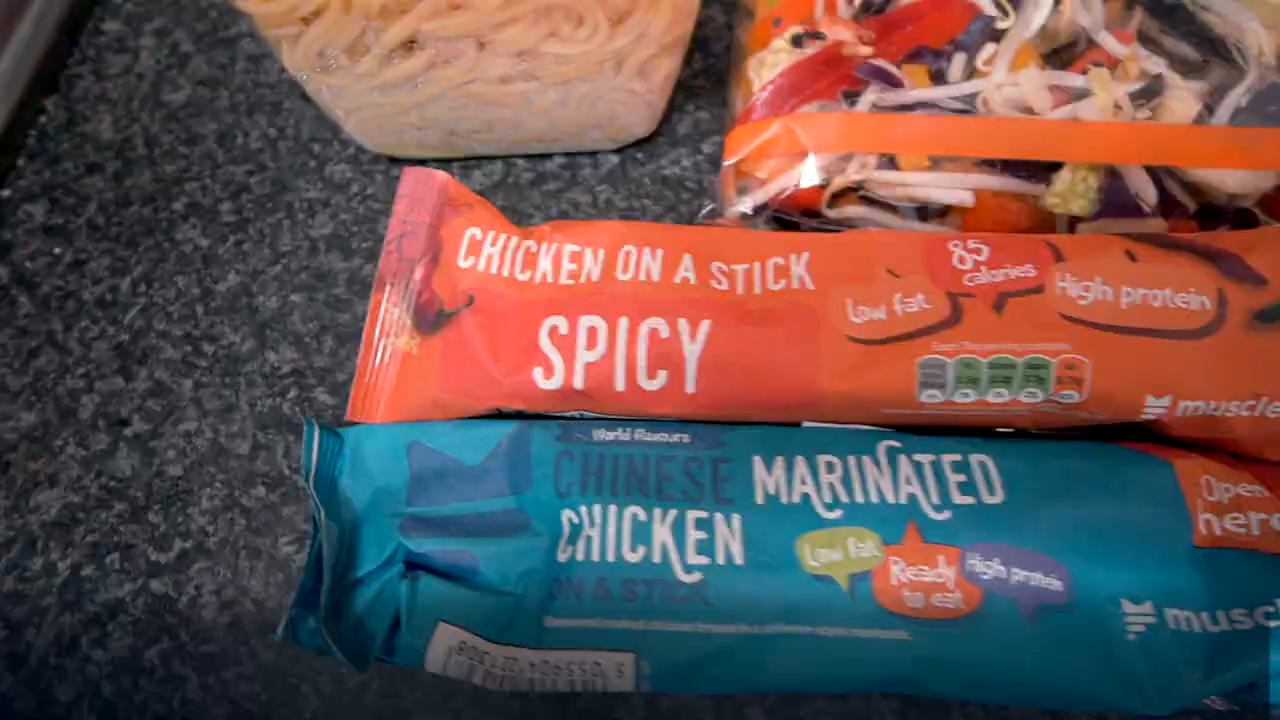 CHICKEN ON A STICK
SPICY
Low fat
85
calories
High protein
muscle
World flavours
CHINESE MARINATED
CHICKEN
ON A STICK
Low fat
Ready
to eat
High protein
Open
here
muscl